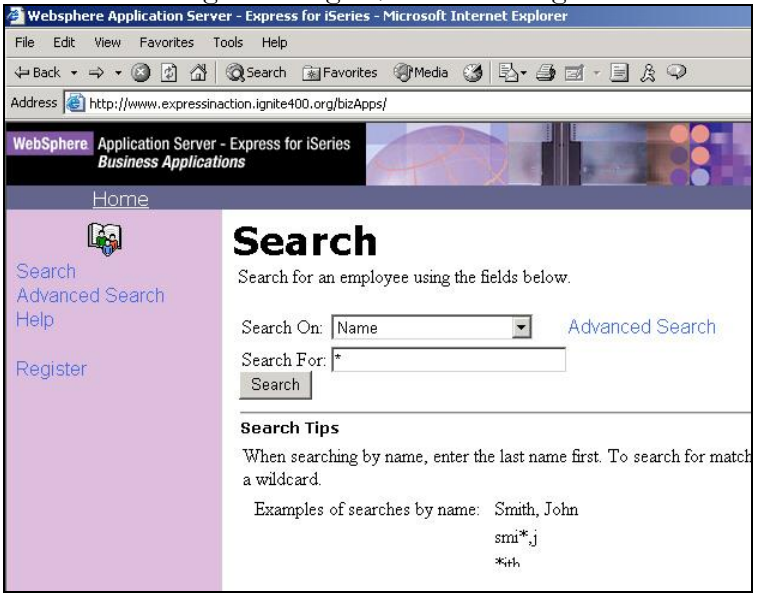 Websphere Application Server - Express for iSeries - Microsoft Internet Explorer
File Edit View Favorites Tools Help
Back Search Favorites Media
Address http://www.expressinaction.ignite400.org/bizApps/
WebSphere. Application Server - Express for iSeries
Business Applications
Home
Search
Advanced Search
Help
Register
Search
Search for an employee using the fields below.
Search On: Name Advanced Search
Search For: *
Search
Search Tips
When searching by name, enter the last name first. To search for match
a wildcard.
Examples of searches by name: Smith, John
smi*,j
*ith